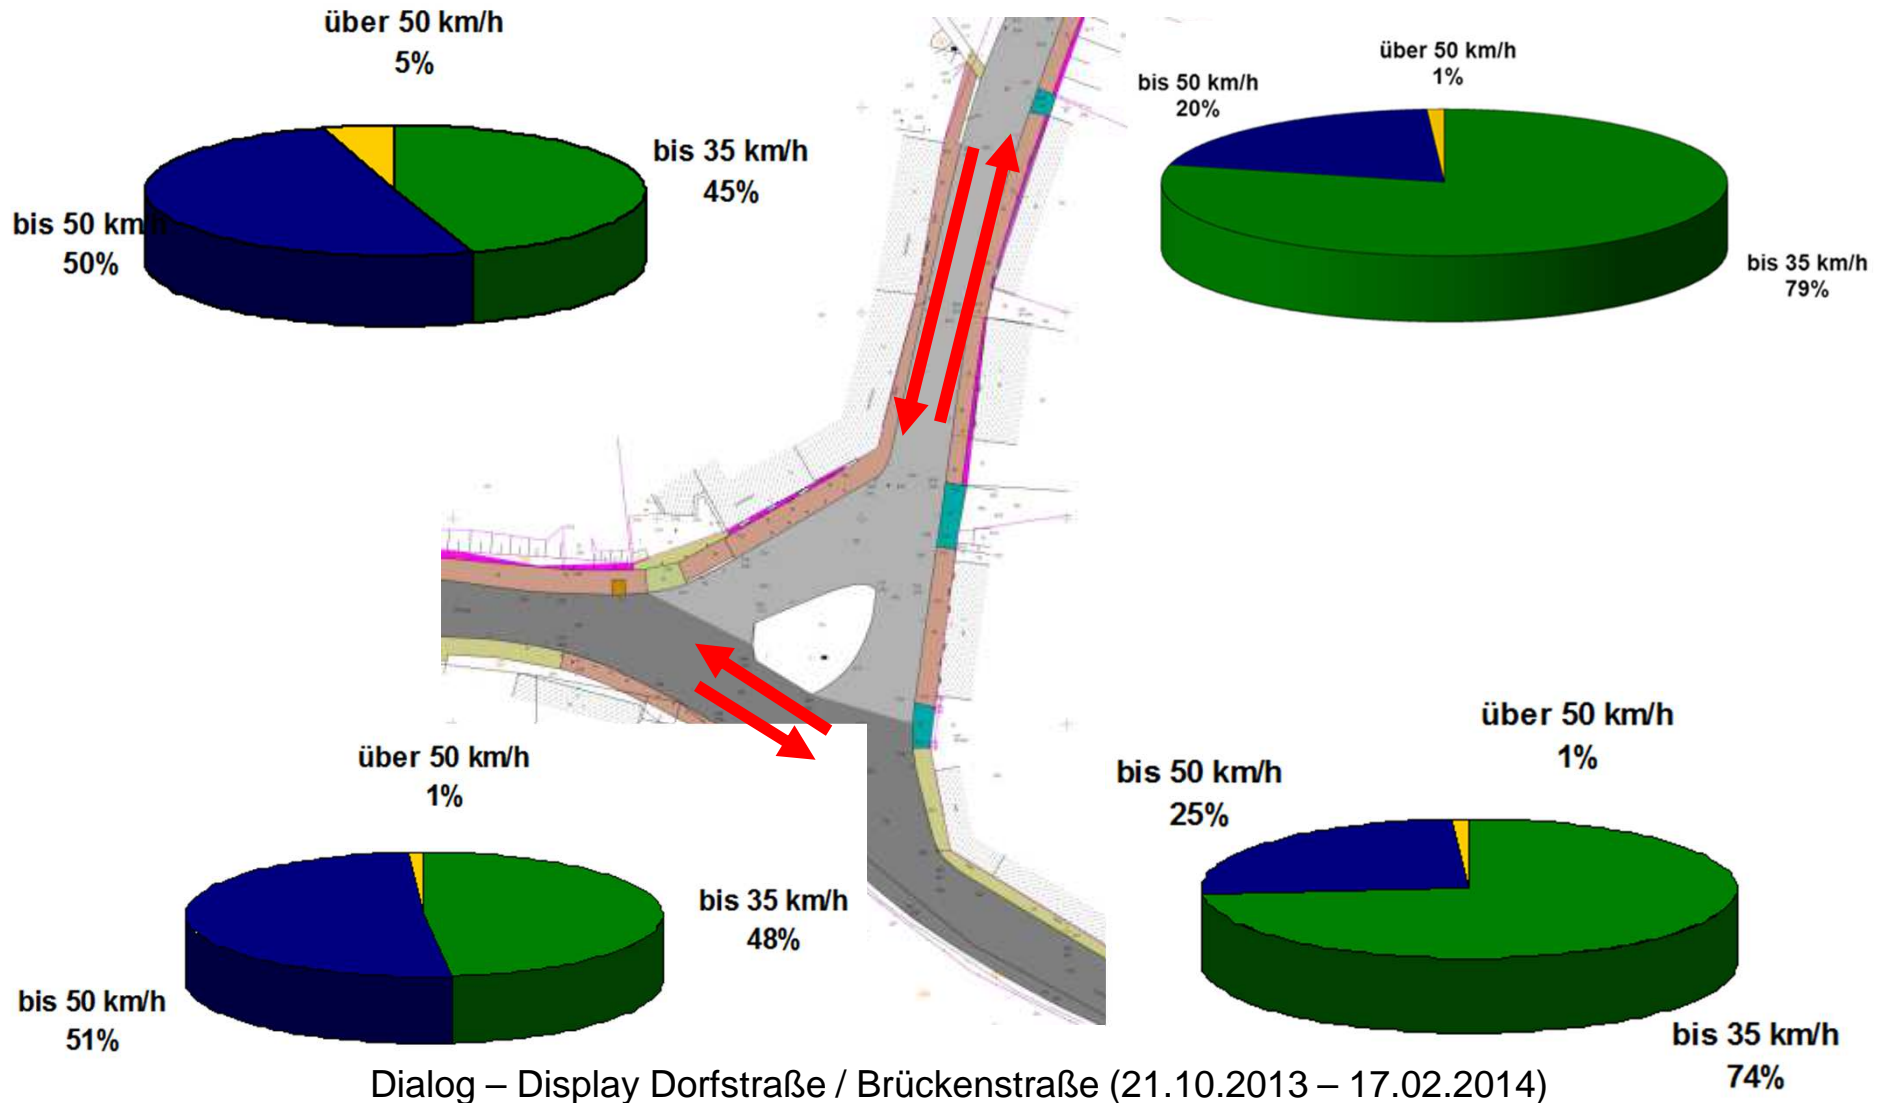 über 50 km/h
5%
bis 35 km/h
45%
bis 50 km/h
50%
über 50 km/h
1%
bis 50 km/h
20%
bis 35 km/h
79%
über 50 km/h
1%
bis 35 km/h
48%
bis 50 km/h
51%
über 50 km/h
1%
bis 50 km/h
25%
bis 35 km/h
74%
Dialog – Display Dorfstraße / Brückenstraße (21.10.2013 – 17.02.2014)